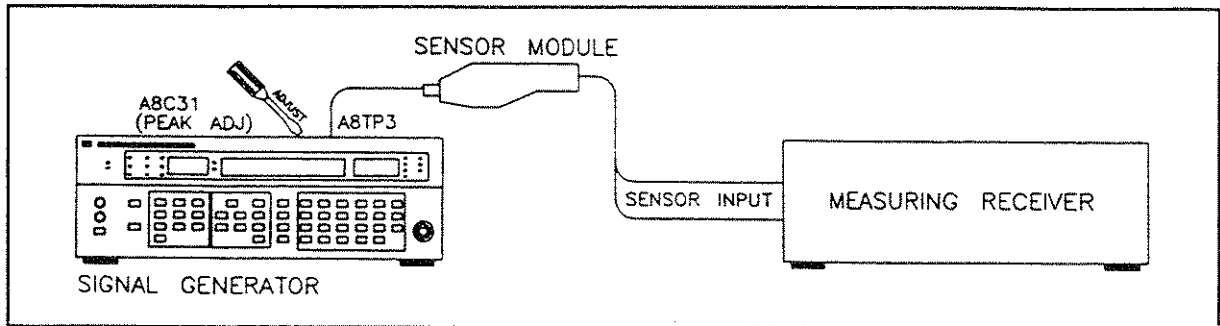 SENSOR MODULE
ADJUST
A8C31
(PEAK ADJ)
A8TP3
SENSOR INPUT
MEASURING RECEIVER
SIGNAL GENERATOR